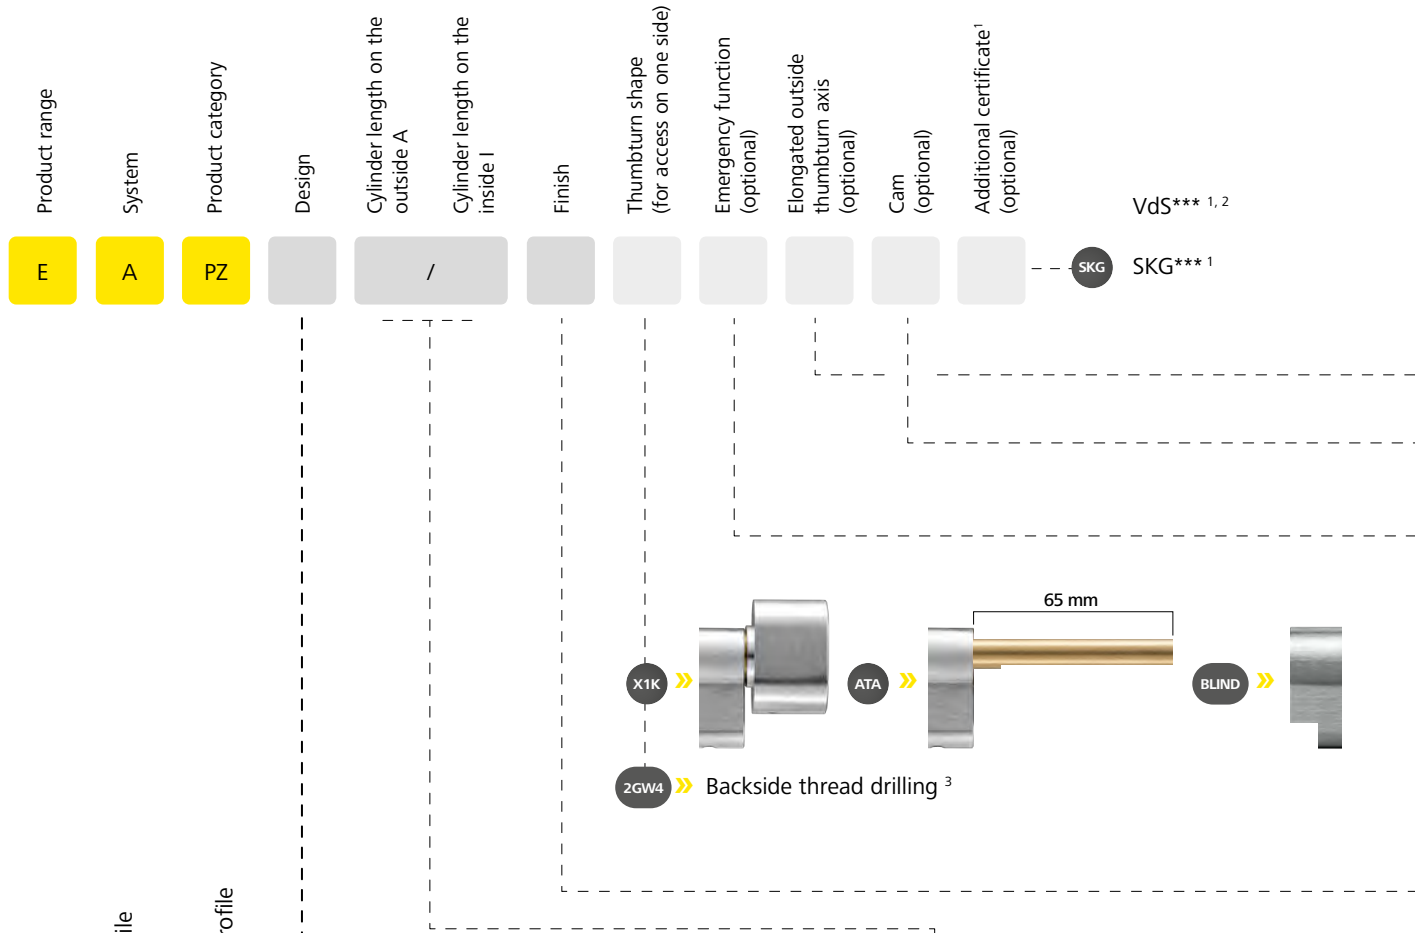 Product range
System
Product category
Design
Cylinder length on the
outside A
Cylinder length on the
inside I
Finish
Thumbturn shape
(for access on one side)
Emergency function
(optional)
Elongated outside
thumbturn axis
(optional)
Cam
(optional)
Additional certificate¹
(optional)
VdS*** ¹, ²
E
A
PZ
/
SKG
SKG*** ¹
65 mm
X1K »
ATA »
BLIND »
2GW4 » Backside thread drilling ³